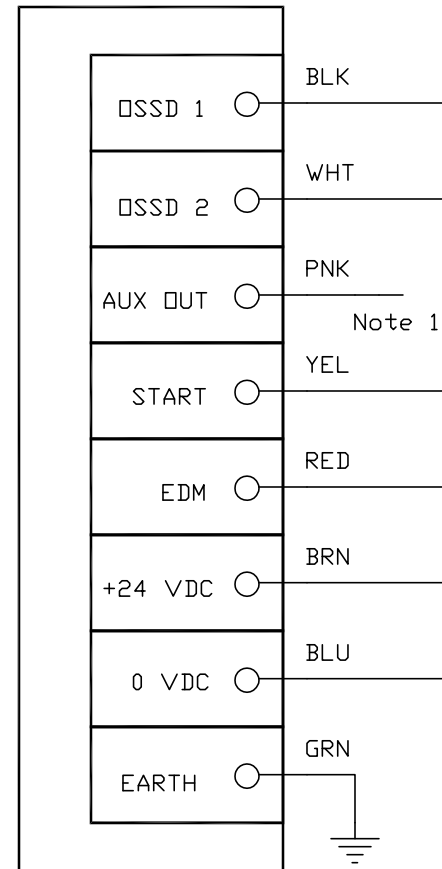 OSSD 1
BLK
OSSD 2
WHT
AUX OUT
PNK
Note 1
START
YEL
EDM
RED
+24 VDC
BRN
0 VDC
BLU
EARTH
GRN